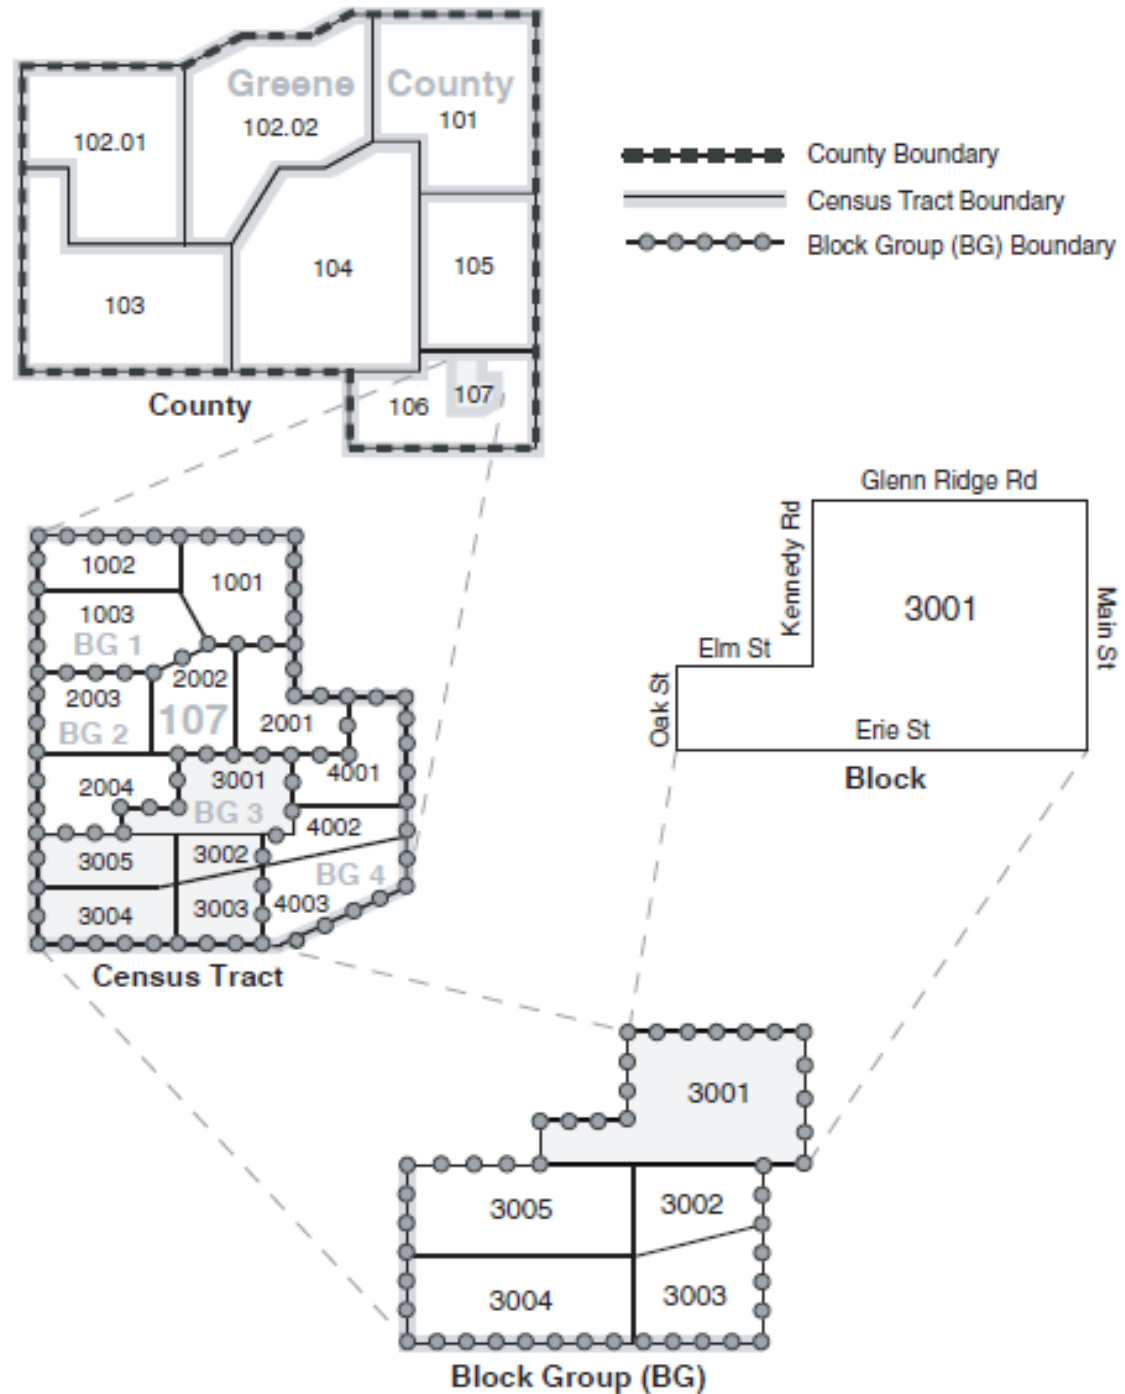 Greene County
102.01
102.02
101
103
104
105
106
107
County
County Boundary
Census Tract Boundary
Block Group (BG) Boundary
Glenn Ridge Rd
Kennedy Rd
3001
Main St
Elm St
Oak St
Erie St
Block
1002
1001
1003
BG 1
2002
2003
107
BG 2
2001
2004
3001
4001
BG 3
4002
3005
3002
BG 4
3004
3003
4003
Census Tract
3001
3005
3002
3004
3003
Block Group (BG)